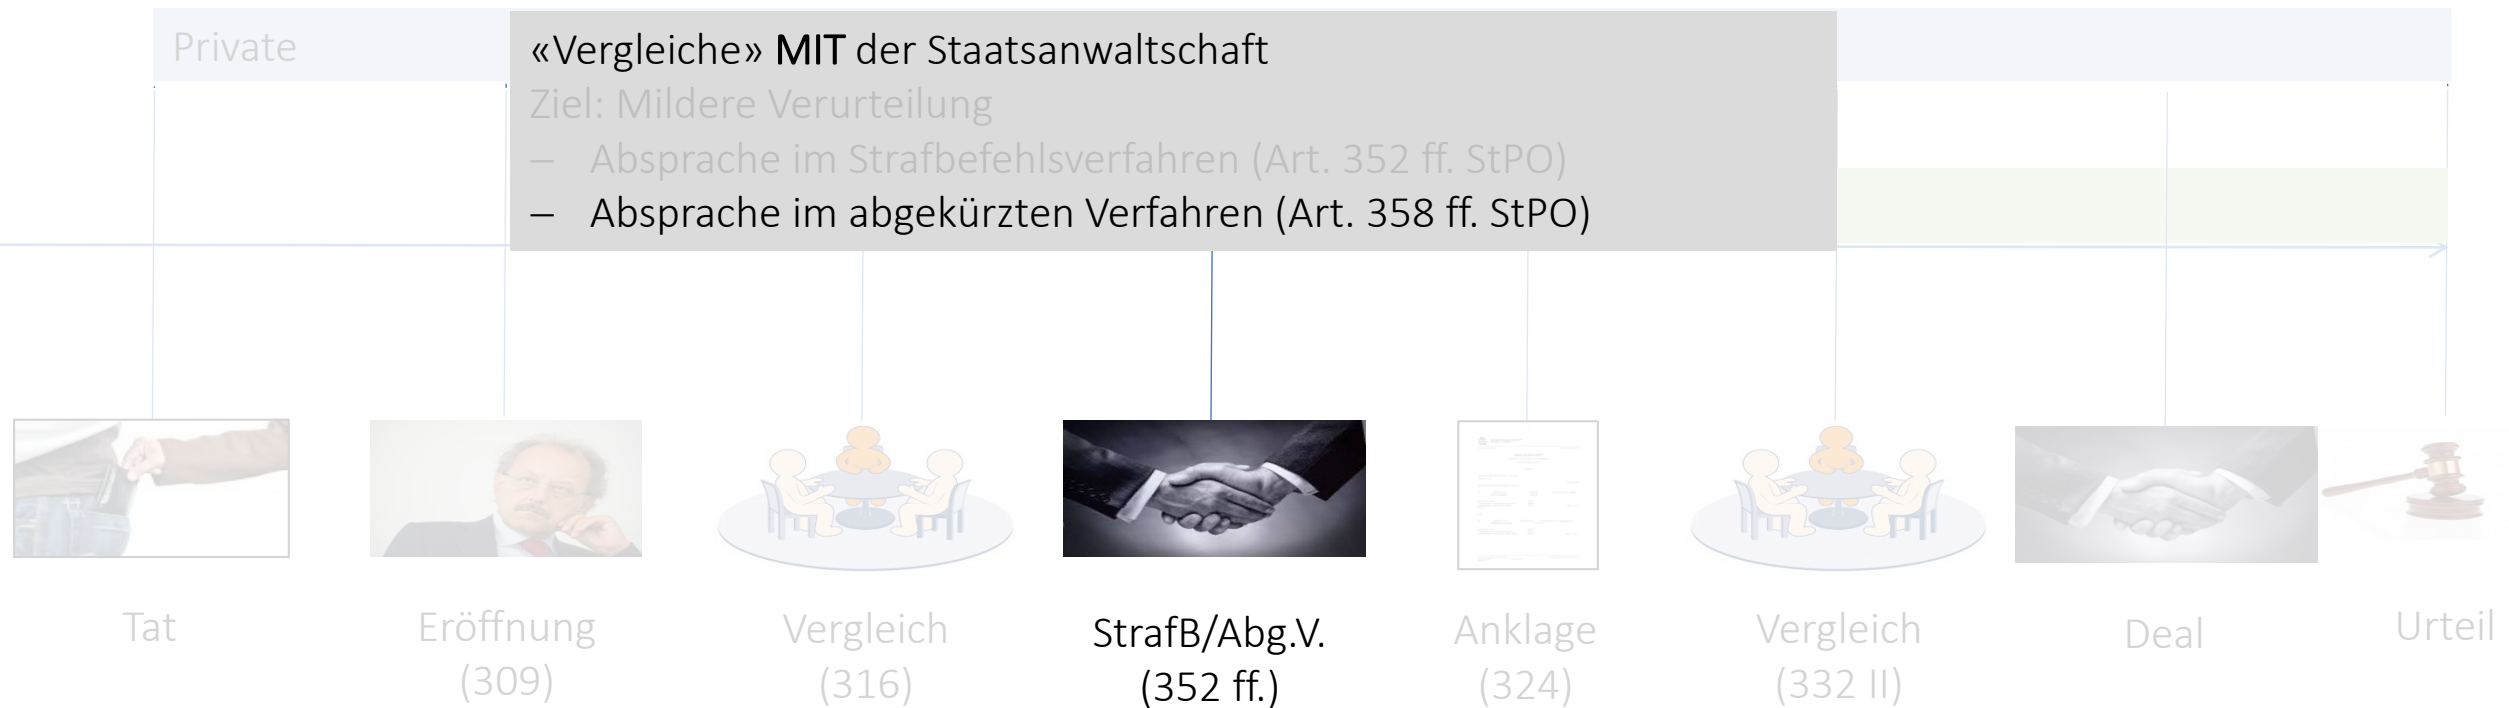 Private
«Vergleiche» MIT der Staatsanwaltschaft
Ziel: Mildere Verurteilung
– Absprache im Strafbefehlsverfahren (Art. 352 ff. StPO)
– Absprache im abgekürzten Verfahren (Art. 358 ff. StPO)
Tat
Eröffnung
(309)
Vergleich
(316)
StrafB/Abg.V.
(352 ff.)
Anklage
(324)
Vergleich
(332 II)
Deal
Urteil